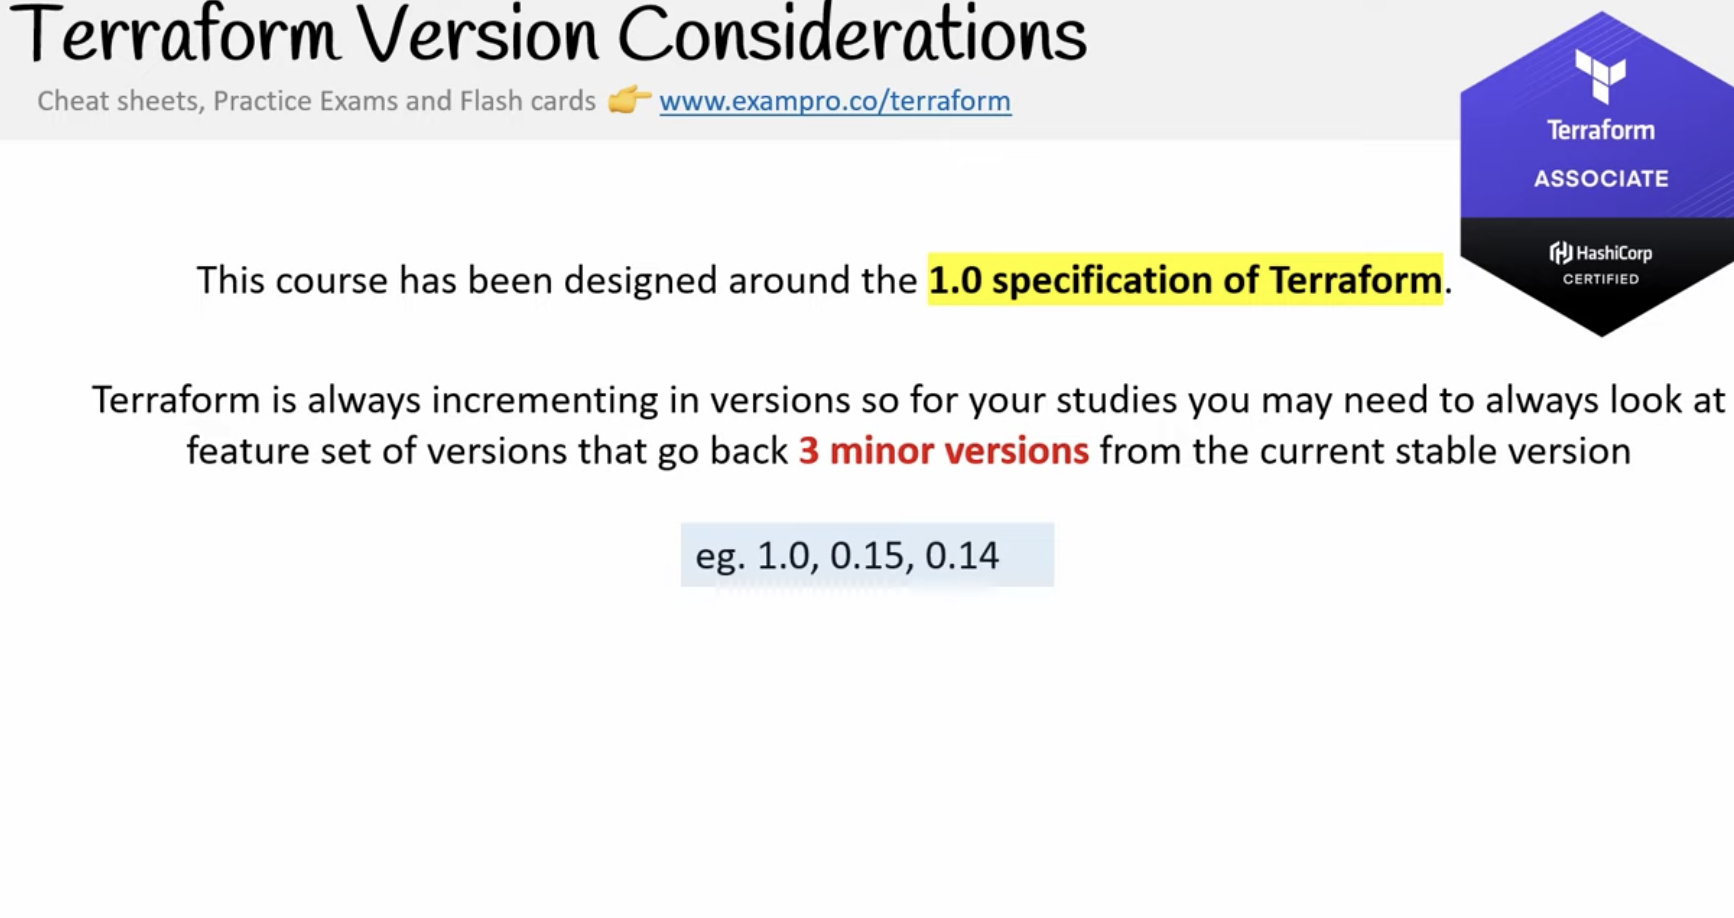 Terraform Version Considerations
Cheat sheets, Practice Exams and Flash cards 👉 www.exampro.co/terraform
Terraform
ASSOCIATE
HashiCorp
CERTIFIED
This course has been designed around the 1.0 specification of Terraform.
Terraform is always incrementing in versions so for your studies you may need to always look at
feature set of versions that go back 3 minor versions from the current stable version
eg. 1.0, 0.15, 0.14